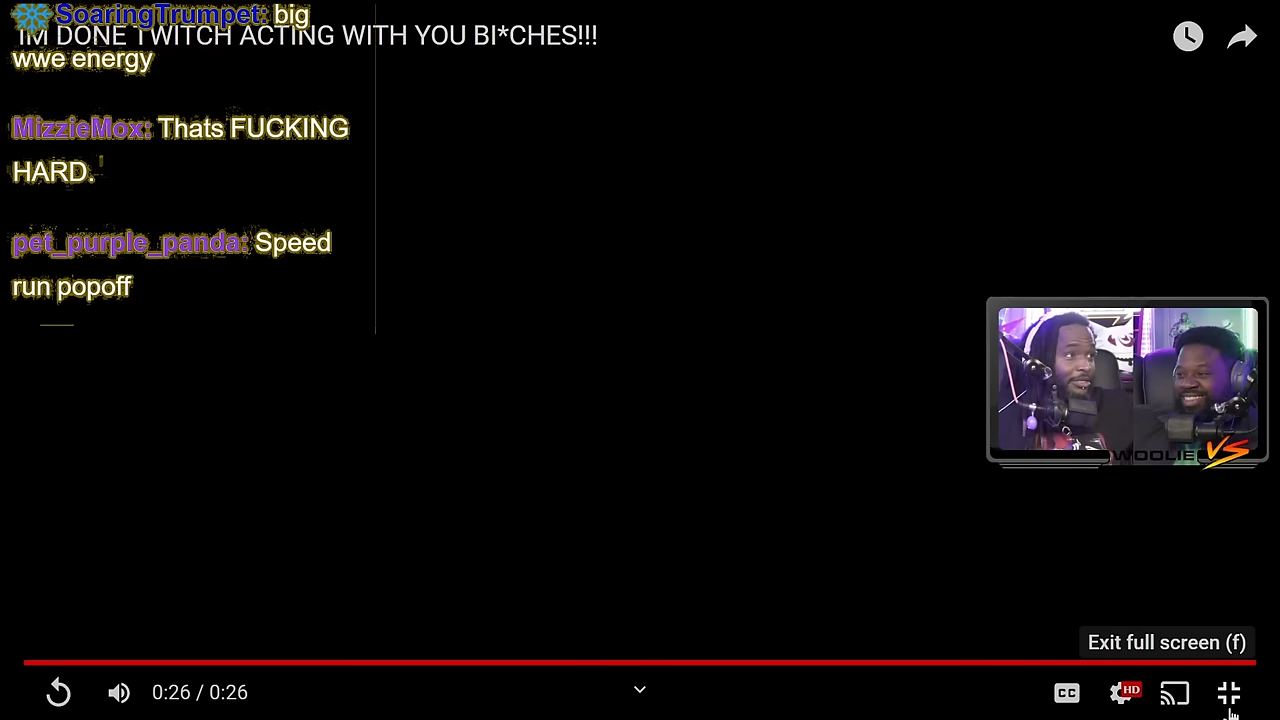 SoaringTrumpet: big
IM DONE TWITCH ACTING WITH YOU BI*CHES!!!
wwe energy
MizzieMox: Thats FUCKING
HARD.
pet_purple_panda: Speed
run popoff
WOOLIE VS
Exit full screen (f)
0:26 / 0:26
CC
HD